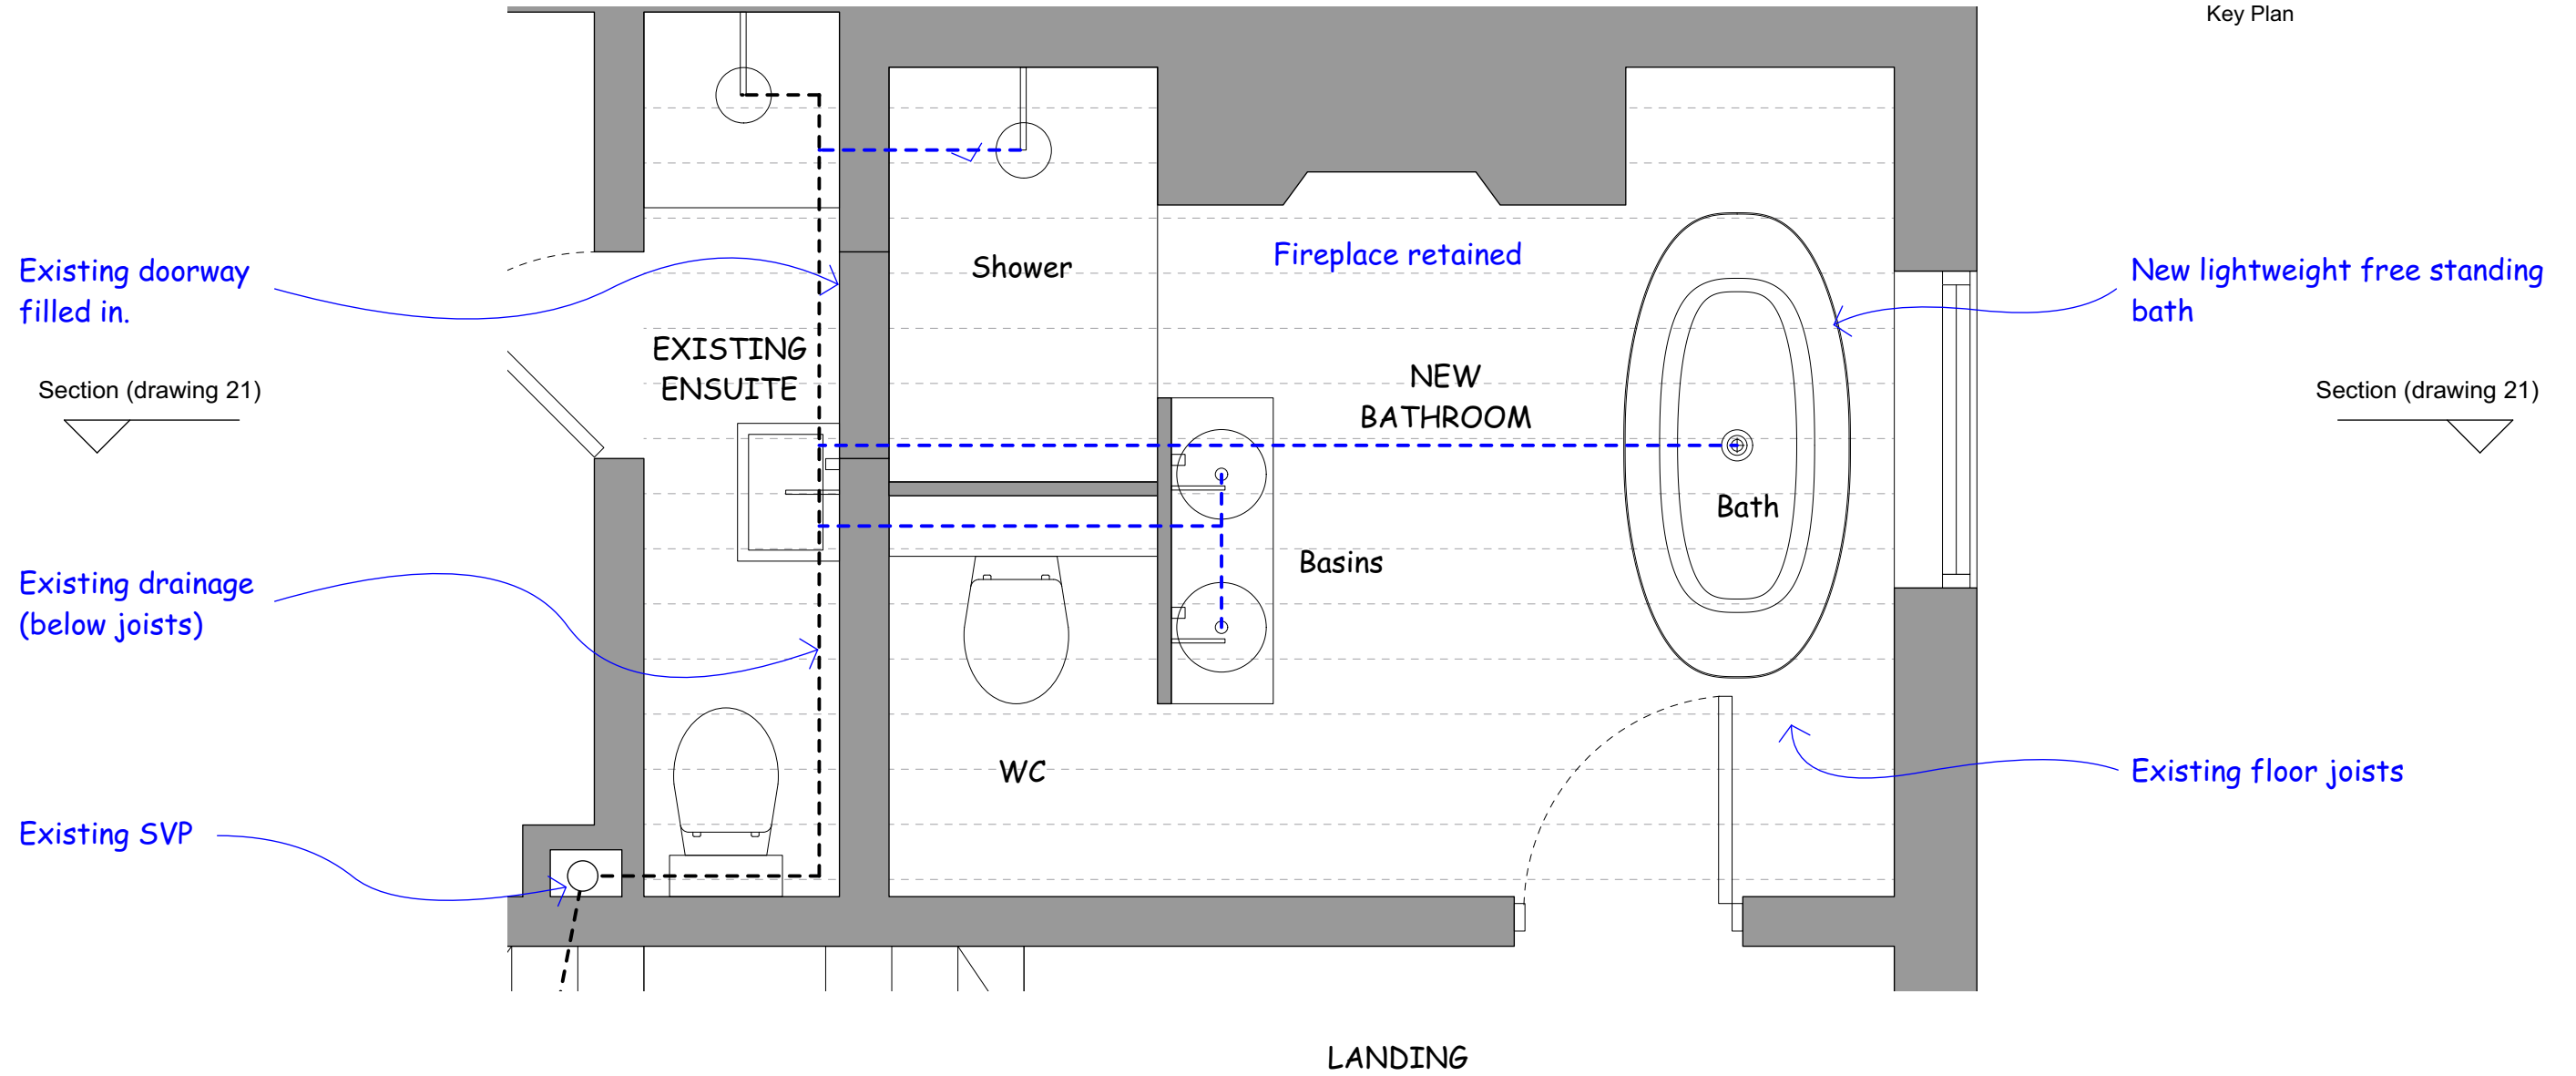 Key Plan
Existing doorway
filled in.
Section (drawing 21)
Existing drainage
(below joists)
Existing SVP
EXISTING
ENSUITE
Shower
Fireplace retained
NEW
BATHROOM
Basins
Bath
WC
New lightweight free standing
bath
Section (drawing 21)
Existing floor joists
LANDING